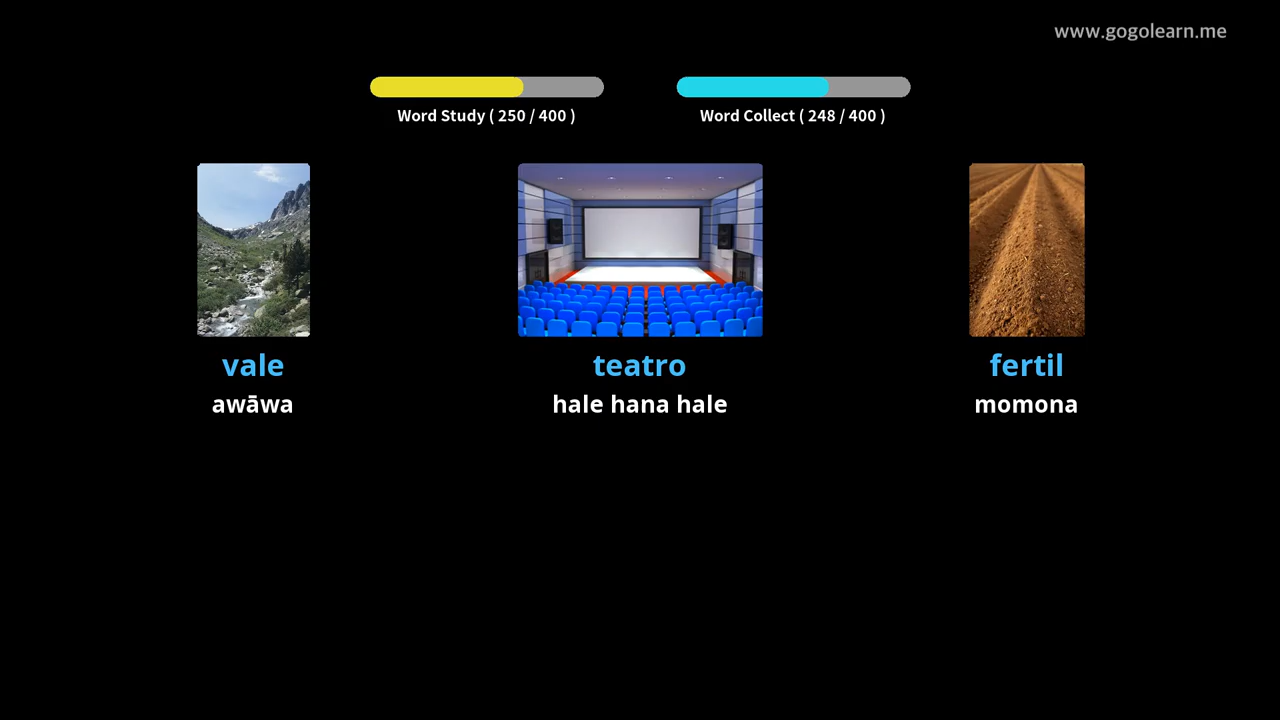 www.gogolearn.me
Word Study ( 250 / 400 )
Word Collect ( 248 / 400 )
vale
awāwa
teatro
hale hana hale
fertil
momona